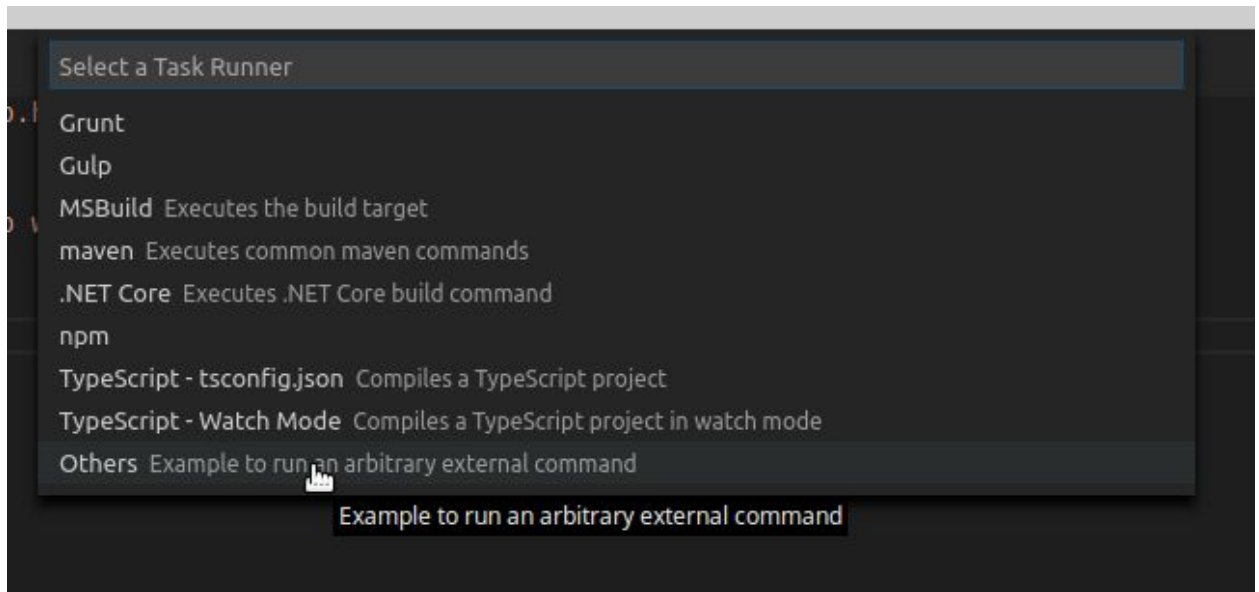 Select a Task Runner
Grunt
Gulp
MSBuild Executes the build target
maven Executes common maven commands
.NET Core Executes .NET Core build command
npm
TypeScript - tsconfig.json Compiles a TypeScript project
TypeScript - Watch Mode Compiles a TypeScript project in watch mode
Others Example to run an arbitrary external command
Example to run an arbitrary external command